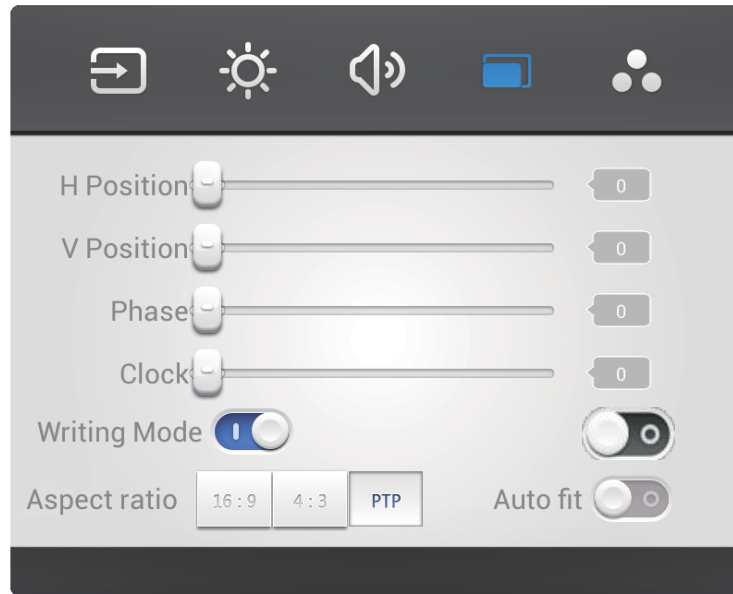 H Position 0
V Position 0
Phase 0
Clock 0
Writing Mode
Aspect ratio 16:9 4:3 PTP Auto fit